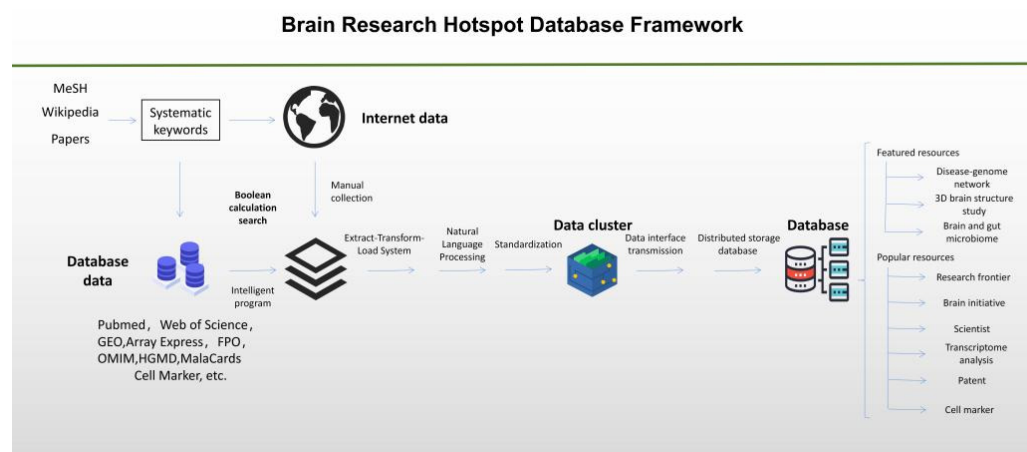 Brain Research Hotspot Database Framework
MeSH
Wikipedia
Papers
Systematic
keywords
Internet data
Boolean
calculation
search
Manual
collection
Database
data
Intelligent
program
Pubmed， Web of Science，
GEO,Array Express， FPO，
OMIM,HGMD,MalaCards
Cell Marker, etc.
Extract-Transform-
Load System
Natural
Language
Processing
Standardization
Data cluster
Data interface
transmission
Distributed storage
database
Database
Featured resources
Disease-genome
network
3D brain structure
study
Brain and gut
microbiome
Popular resources
Research frontier
Brain initiative
Scientist
Transcriptome
analysis
Patent
Cell marker